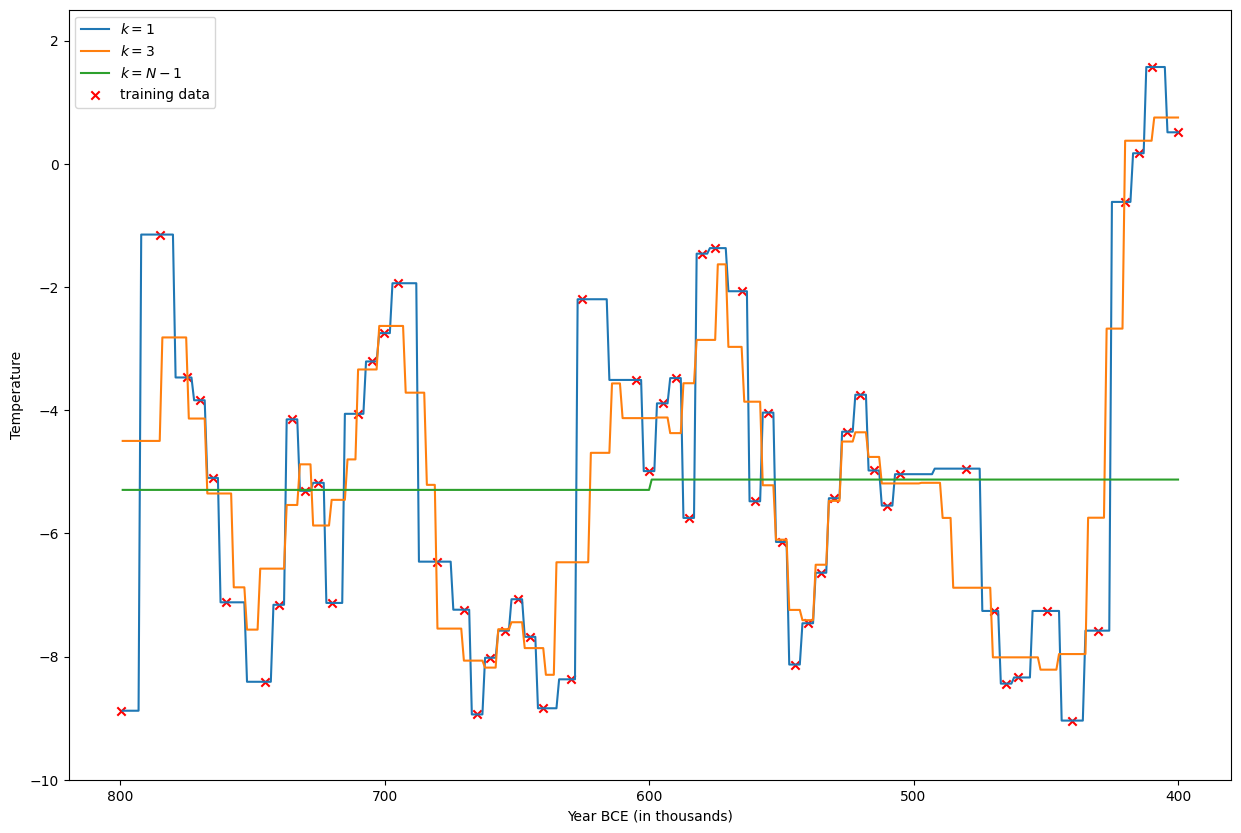 k = 1
k = 3
k = N − 1
training data
2
0
−2
−4
−6
−8
−10
Temperature
800
700
600
500
400
Year BCE (in thousands)